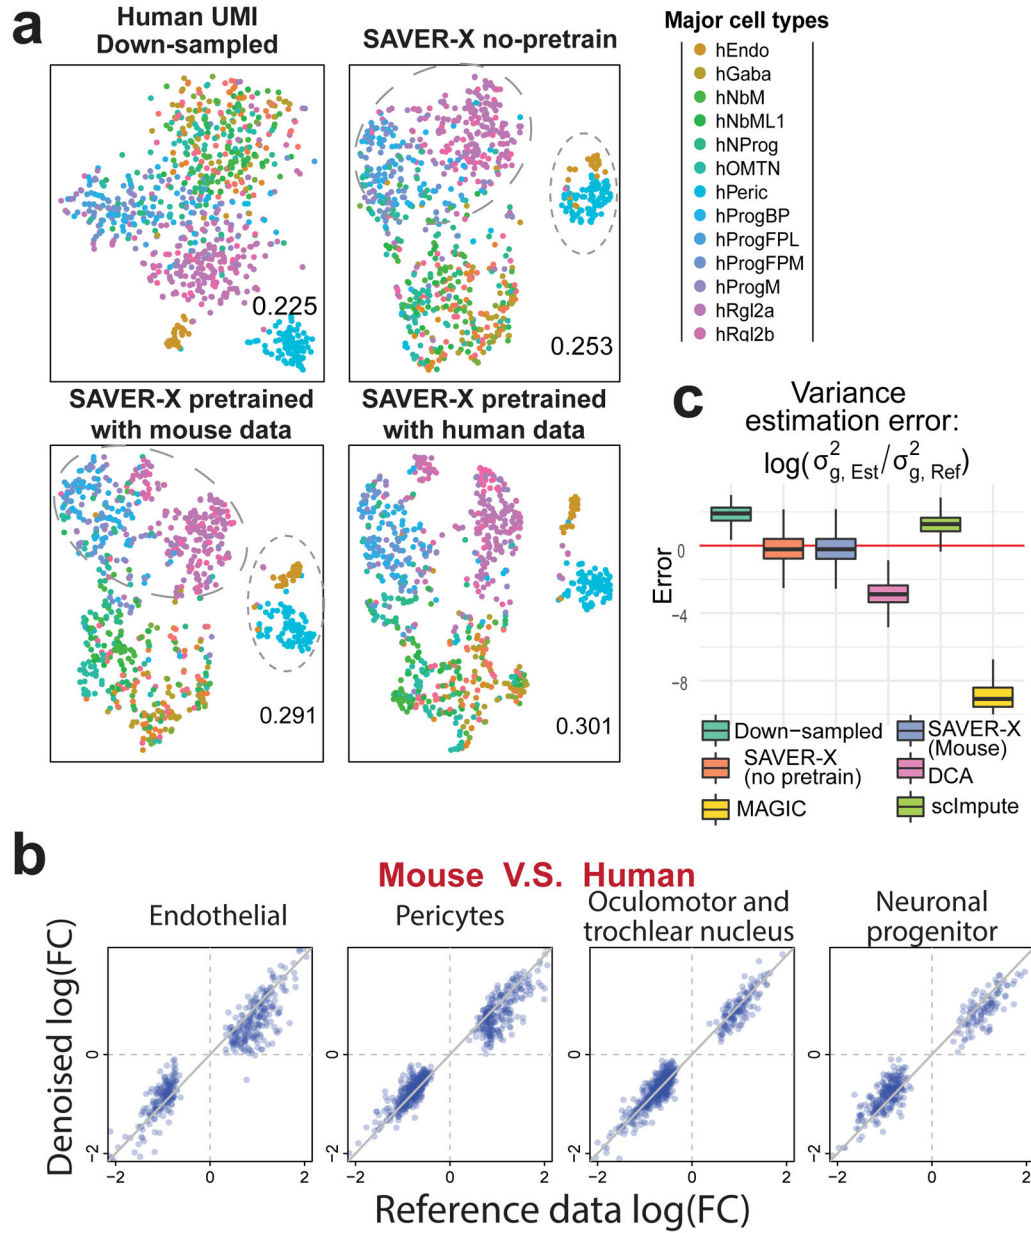 a
Human UMI
Down-sampled
SAVER-X no-pretrain
Major cell types
hEndo
hGaba
hNbM
hNbML1
hNProg
hOMTN
hPeric
hProgBP
hProgFPL
hProgFPM
hProgM
hRgl2a
hRgl2b
0.225
0.253
SAVER-X pretrained
with mouse data
SAVER-X pretrained
with human data
0.291
0.301
c
Variance
estimation error:
log(σ²g, Est/σ²g, Ref)
Error
0
−4
−8
Down−sampled
SAVER-X
(no pretrain)
MAGIC
SAVER-X
(Mouse)
DCA
scImpute
b
Mouse V.S. Human
Endothelial
Pericytes
Oculomotor and
trochlear nucleus
Neuronal
progenitor
Denoised log(FC)
0
−2
−2
0
2
0
−2
−2
0
2
0
−2
−2
0
2
0
−2
−2
0
2
Reference data log(FC)